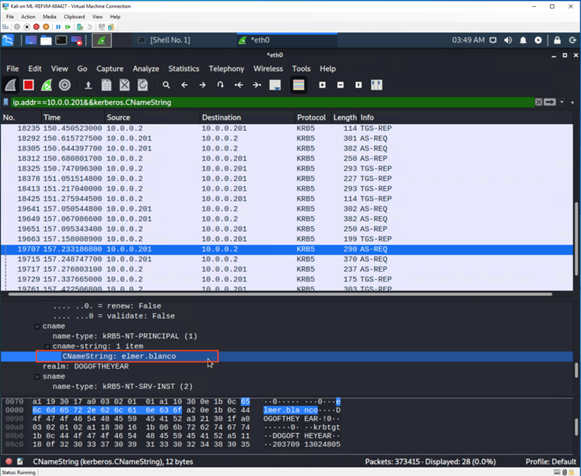 Kali on ML-REFVM-684427 - Virtual Machine Connection
File Action Media Clipboard View Help
[Shell No. 1]
*eth0
03:49 AM
*eth0
File Edit View Go Capture Analyze Statistics Telephony Wireless Tools Help
ip.addr==10.0.0.201&&kerberos.CNameString
No. Time Source Destination Protocol Length Info
18235 150.450523000 10.0.0.2 10.0.0.201 KRB5 114 TGS-REP
18292 150.615727500 10.0.0.201 10.0.0.2 KRB5 301 AS-REQ
18305 150.644397700 10.0.0.201 10.0.0.2 KRB5 382 AS-REQ
18312 150.680801700 10.0.0.2 10.0.0.201 KRB5 250 AS-REP
18325 150.747096300 10.0.0.2 10.0.0.201 KRB5 293 TGS-REP
18378 151.051514800 10.0.0.2 10.0.0.201 KRB5 227 TGS-REP
18413 151.217040000 10.0.0.2 10.0.0.201 KRB5 293 TGS-REP
18425 151.275944500 10.0.0.2 10.0.0.201 KRB5 114 TGS-REP
19641 157.050544800 10.0.0.201 10.0.0.2 KRB5 302 AS-REQ
19649 157.067086600 10.0.0.201 10.0.0.2 KRB5 382 AS-REQ
19651 157.095343400 10.0.0.2 10.0.0.201 KRB5 250 AS-REP
19663 157.158008900 10.0.0.2 10.0.0.201 KRB5 199 TGS-REP
19707 157.233186800 10.0.0.201 10.0.0.2 KRB5 290 AS-REQ
19715 157.248747700 10.0.0.201 10.0.0.2 KRB5 370 AS-REQ
19717 157.276803100 10.0.0.2 10.0.0.201 KRB5 237 AS-REP
19729 157.337665000 10.0.0.2 10.0.0.201 KRB5 175 TGS-REP
19761 157.422506800 10.0.0.2 10.0.0.201 KRB5 303 TGS-REP
.... ..0. = renew: False
.... ...0 = validate: False
cname
name-type: kRB5-NT-PRINCIPAL (1)
cname-string: 1 item
CNameString: elmer.blanco
realm: DOGOFTHEYEAR
sname
name-type: kRB5-NT-SRV-INST (2)
0070 a1 19 30 17 a0 03 02 01 01 a1 10 30 0e 1b 0c 65 ··0····· ···0···e
0080 6c 6d 65 72 2e 62 6c 61 6e 63 6f a2 0e 1b 0c 44 lmer.bla nco····D
4f 47 4f 46 54 48 45 59 45 41 52 a3 21 30 1f a0 OGOFTHEY EAR·!0··
03 02 01 02 a1 18 30 16 1b 06 6b 72 62 74 67 74 ······0· ··krbtgt
1b 0c 44 4f 47 4f 46 54 48 45 59 45 41 52 a5 11 ··DOGOFT HEYEAR··
18 0f 32 30 33 37 30 39 31 33 30 32 34 38 30 35 ··203709 13024805
CNameString (kerberos.CNameString), 12 bytes
Packets: 373415 · Displayed: 28 (0.0%)
Profile: Default
Status: Running